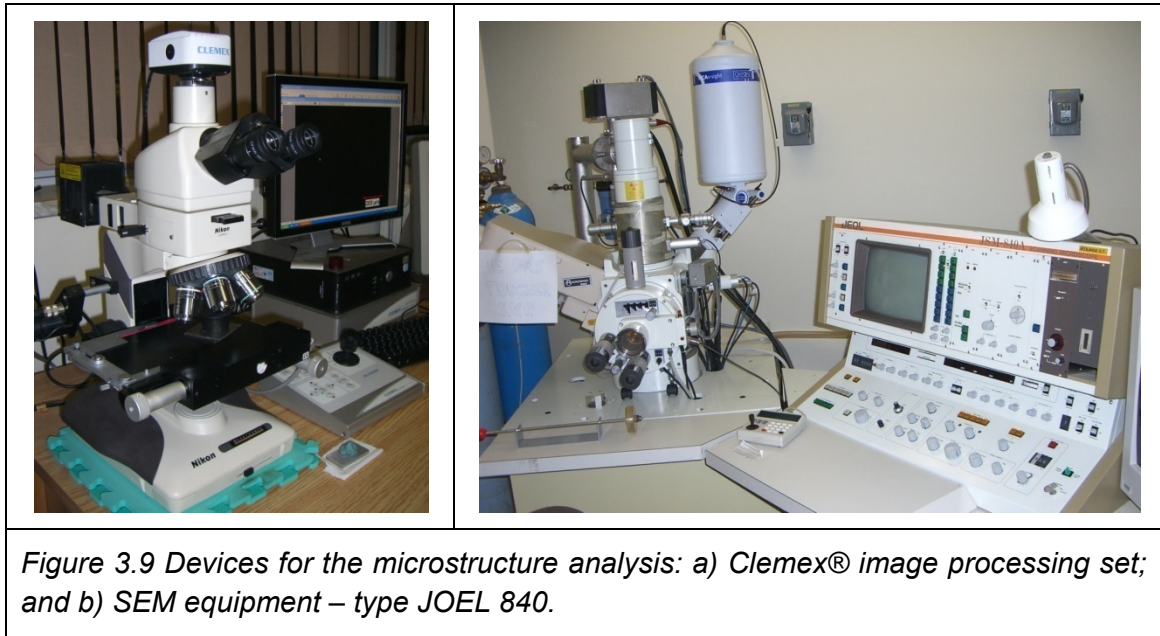 CLEMEX
Nikon
Nikon
JEOL
JSM-840A
Figure 3.9 Devices for the microstructure analysis: a) Clemex® image processing set;
and b) SEM equipment – type JOEL 840.